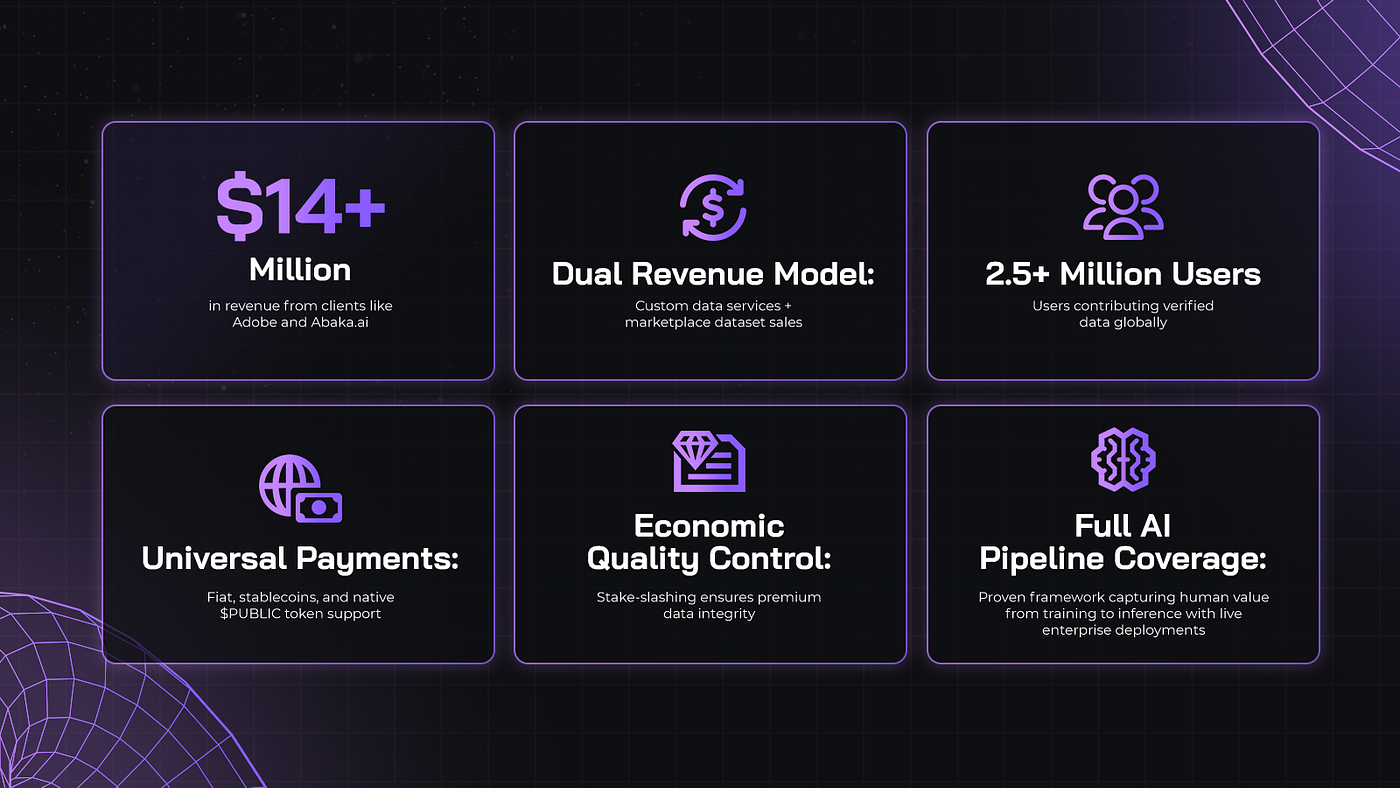 $14+
Million
in revenue from clients like
Adobe and Abaka.ai
Dual Revenue Model:
Custom data services +
marketplace dataset sales
2.5+ Million Users
Users contributing verified
data globally
Universal Payments:
Fiat, stablecoins, and native
$PUBLIC token support
Economic
Quality Control:
Stake-slashing ensures premium
data integrity
Full AI
Pipeline Coverage:
Proven framework capturing human value
from training to inference with live
enterprise deployments